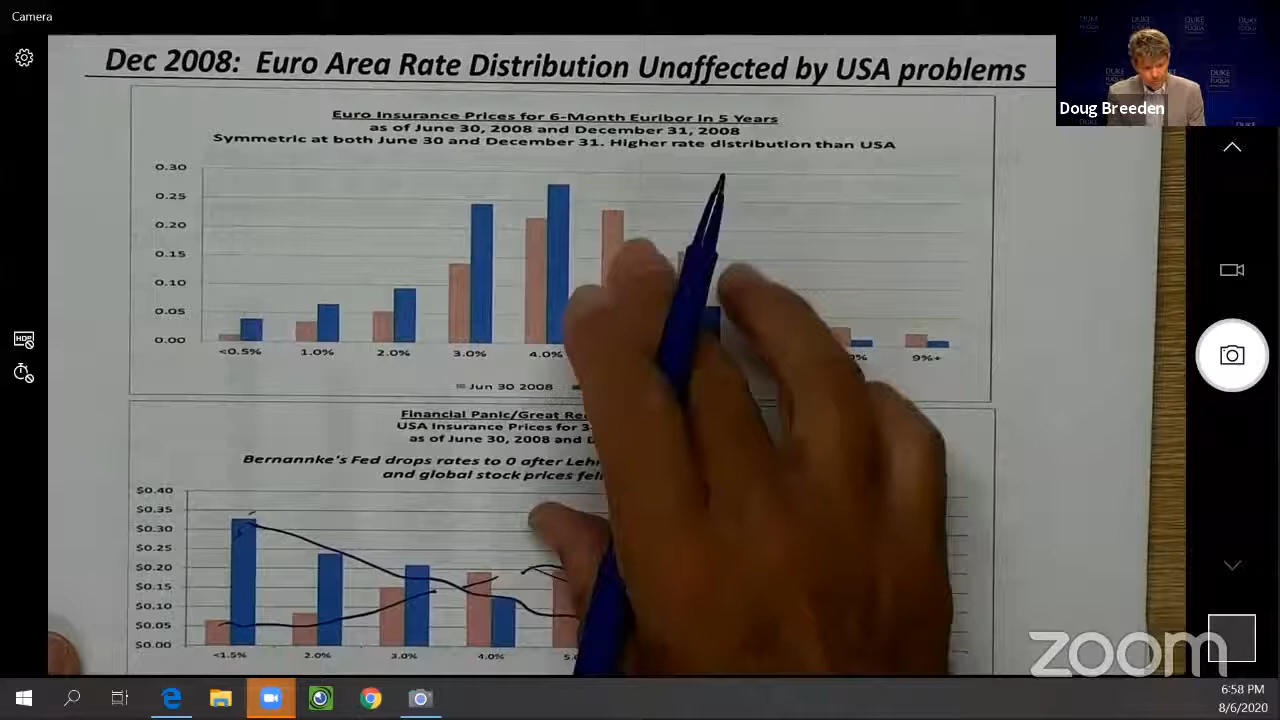 Camera
Dec 2008: Euro Area Rate Distribution Unaffected by USA problems
DUKE
Doug Breeden
Euro Insurance Prices for 6-Month Euribor in 5 Years
as of June 30, 2008 and December 31, 2008
Symmetric at both June 30 and December 31. Higher rate distribution than USA
0.30
0.25
0.20
0.15
0.10
0.05
0.00
<0.5% 1.0% 2.0% 3.0% 4.0% 9%+
Jun 30 2008
Financial Panic/Great
USA Insurance Prices for
as of June 30, 2008 and
Bernannke's Fed drops rates to 0 after
and global stock prices
$0.40
$0.35
$0.30
$0.25
$0.20
$0.15
$0.10
$0.05
$0.00
<1.5% 2.0% 3.0% 4.0%
HDR
zoom
6:58 PM
8/6/2020